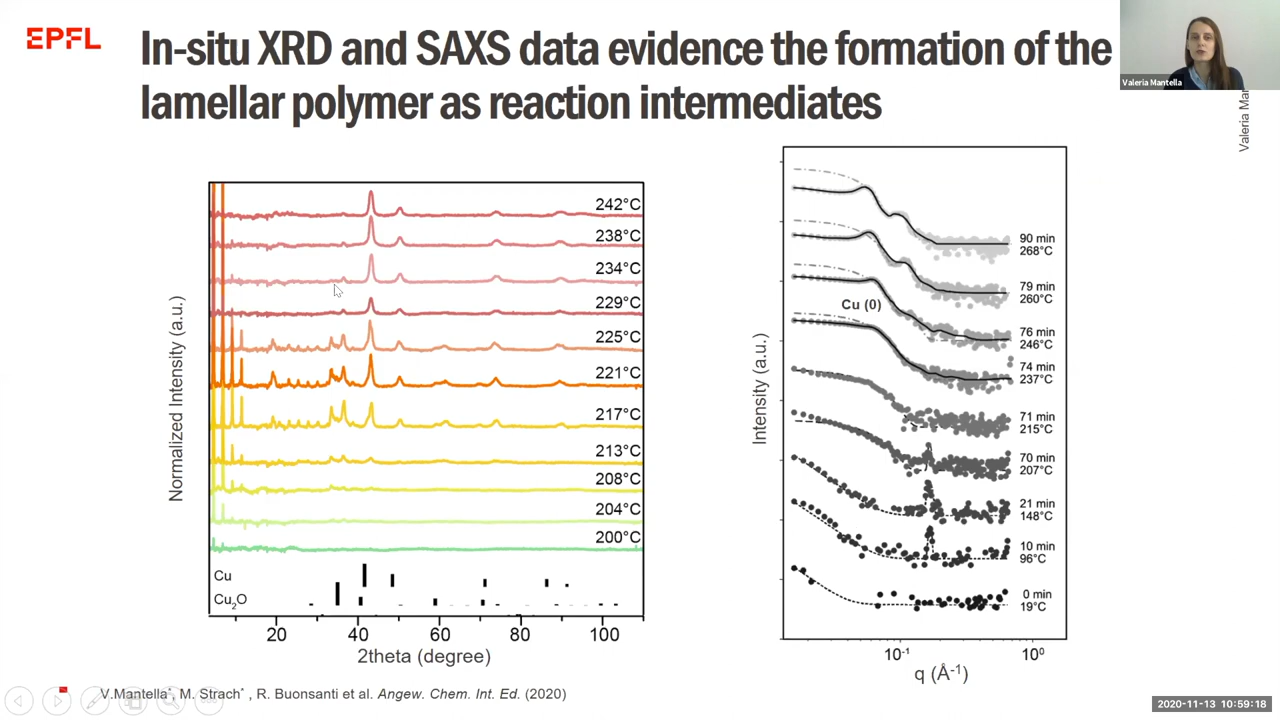 EPFL
In-situ XRD and SAXS data evidence the formation of the
lamellar polymer as reaction intermediates
Valeria Mantella
Valeria Mar
Normalized Intensity (a.u.)
242°C
238°C
234°C
229°C
225°C
221°C
217°C
213°C
208°C
204°C
200°C
Cu
Cu₂O
20
40
60
80
100
2theta (degree)
Intensity (a.u.)
Cu (0)
90 min
268°C
79 min
260°C
76 min
246°C
74 min
237°C
71 min
215°C
70 min
207°C
21 min
148°C
10 min
96°C
0 min
19°C
10⁻¹
10⁰
q (Å⁻¹)
V.Mantella*, M. Strach*, R. Buonsanti et al. Angew. Chem. Int. Ed. (2020)
2020-11-13 10:59:18